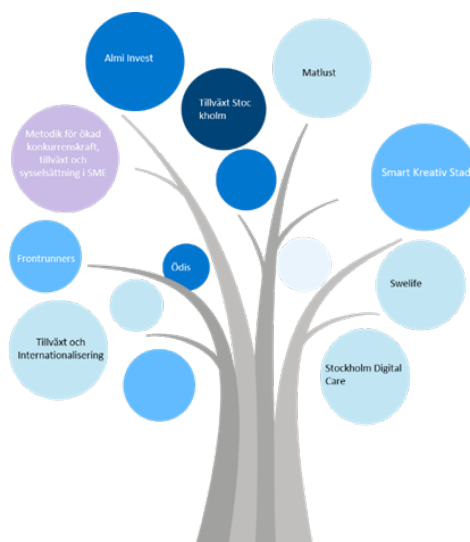 Almi Invest
Matlust
Tillväxt Stoc
kholm
Metodik för ökad
konkurrenskraft,
tillväxt och
sysselsättning i SME
Smart Kreativ Stad
Frontrunners
Ödis
Swelife
Tillväxt och
Internationalisering
Stockholm Digital
Care